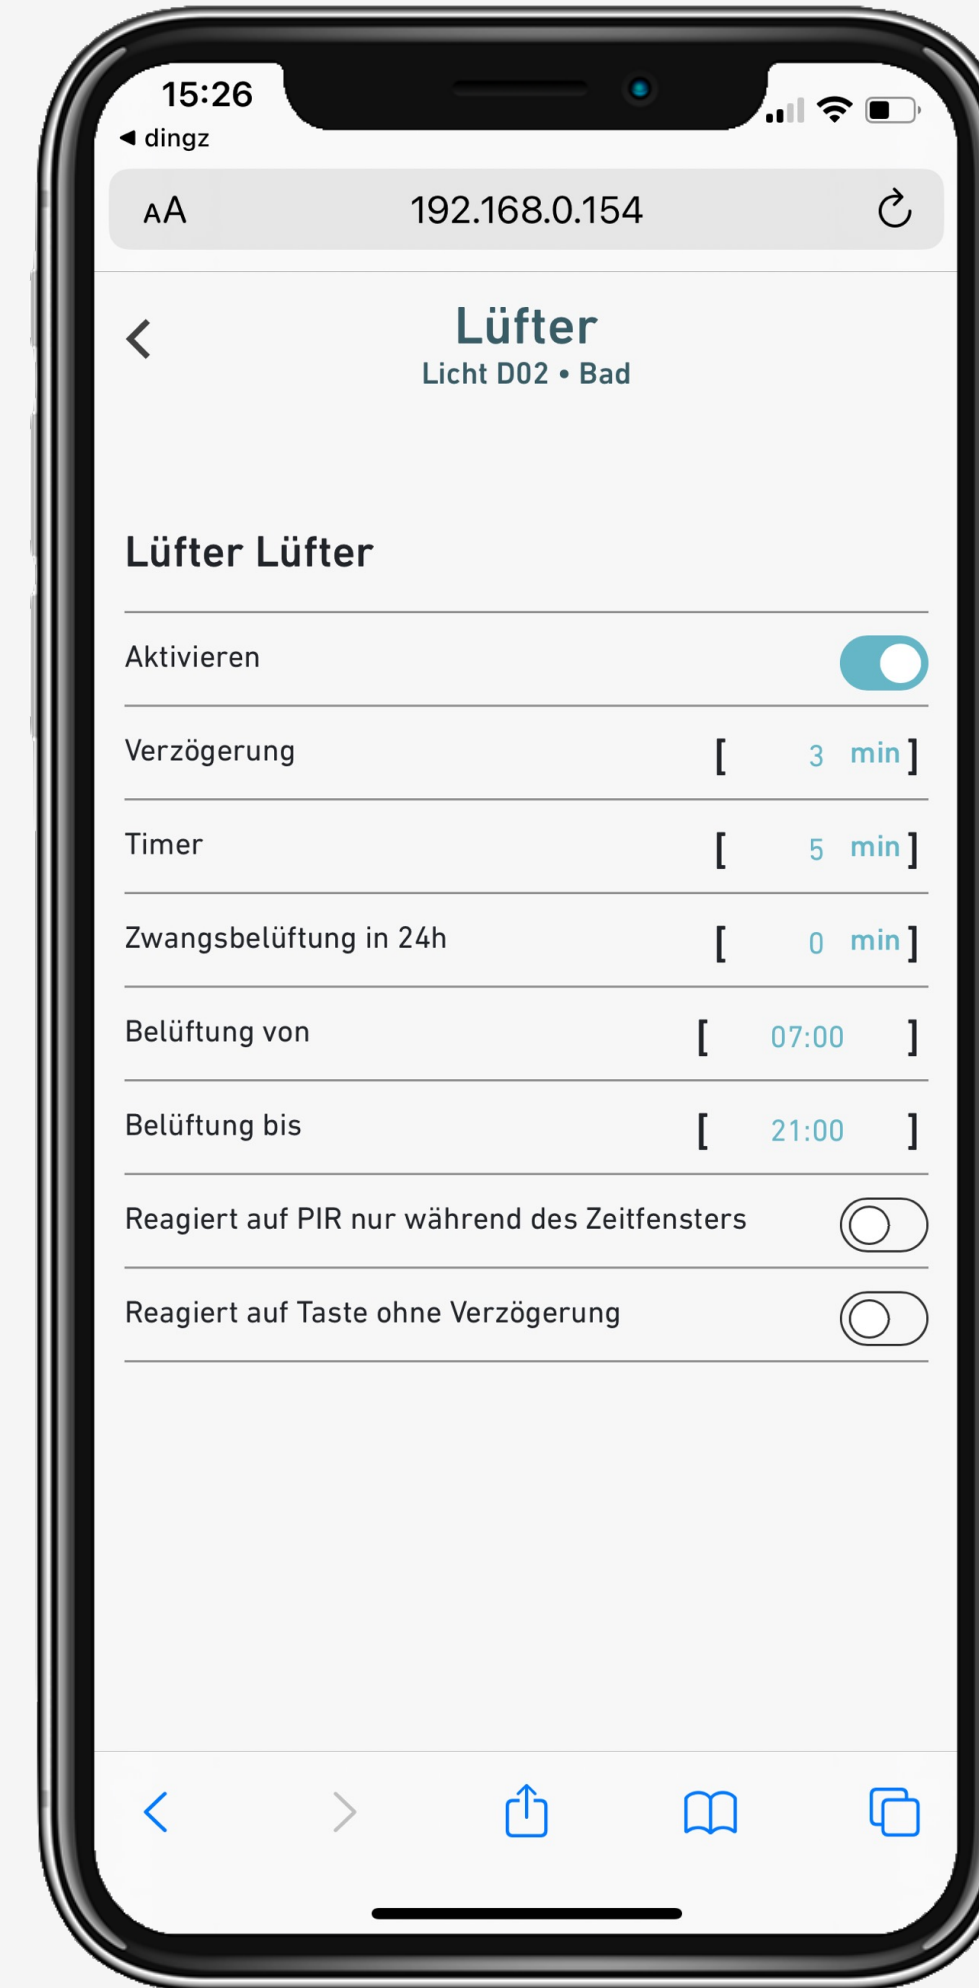 15:26
◀ dingz
AA 192.168.0.154
Lüfter
Licht D02 • Bad
Lüfter Lüfter
Aktivieren
Verzögerung [ 3 min ]
Timer [ 5 min ]
Zwangsbelüftung in 24h [ 0 min ]
Belüftung von [ 07:00 ]
Belüftung bis [ 21:00 ]
Reagiert auf PIR nur während des Zeitfensters
Reagiert auf Taste ohne Verzögerung